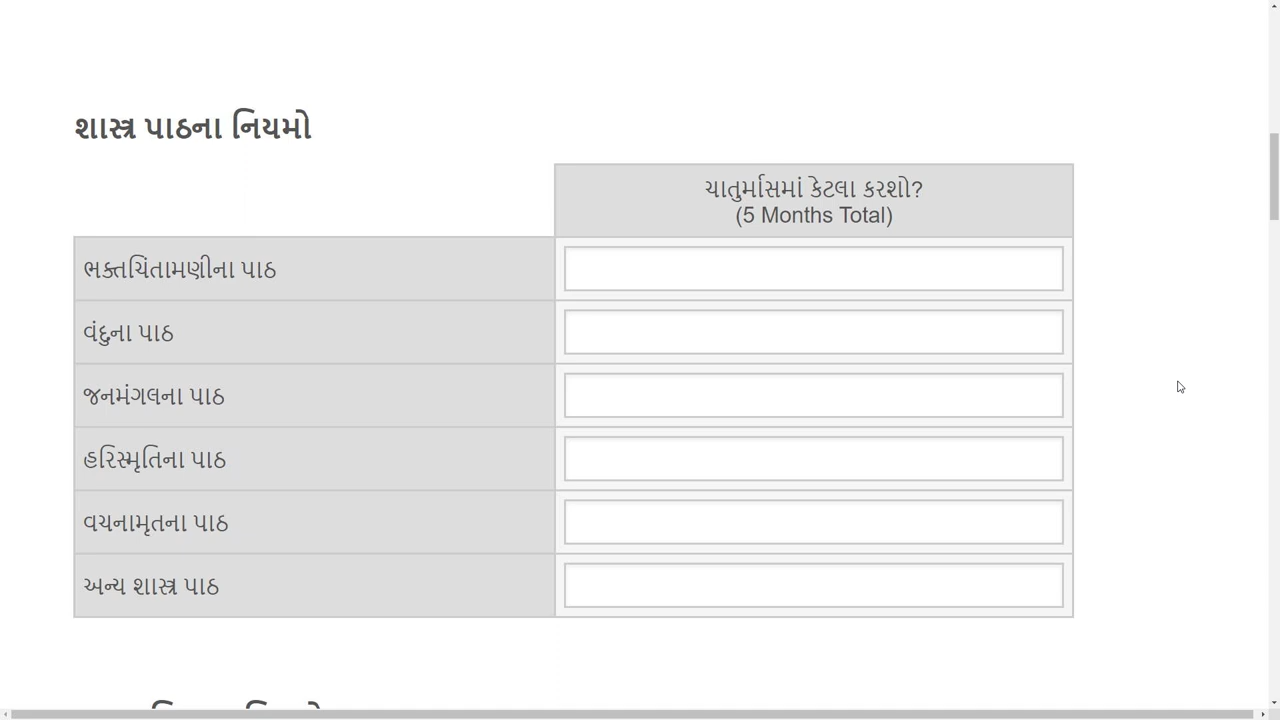 શાસ્ત્ર પાઠના નિયમો
ચાતુર્માસમાં કેટલા કરશો?
(5 Months Total)
ભક્તચિંતામણીના પાઠ
વંદુના પાઠ
જનમંગલના પાઠ
હરિસ્મૃતિના પાઠ
વચનામૃતના પાઠ
અન્ય શાસ્ત્ર પાઠ